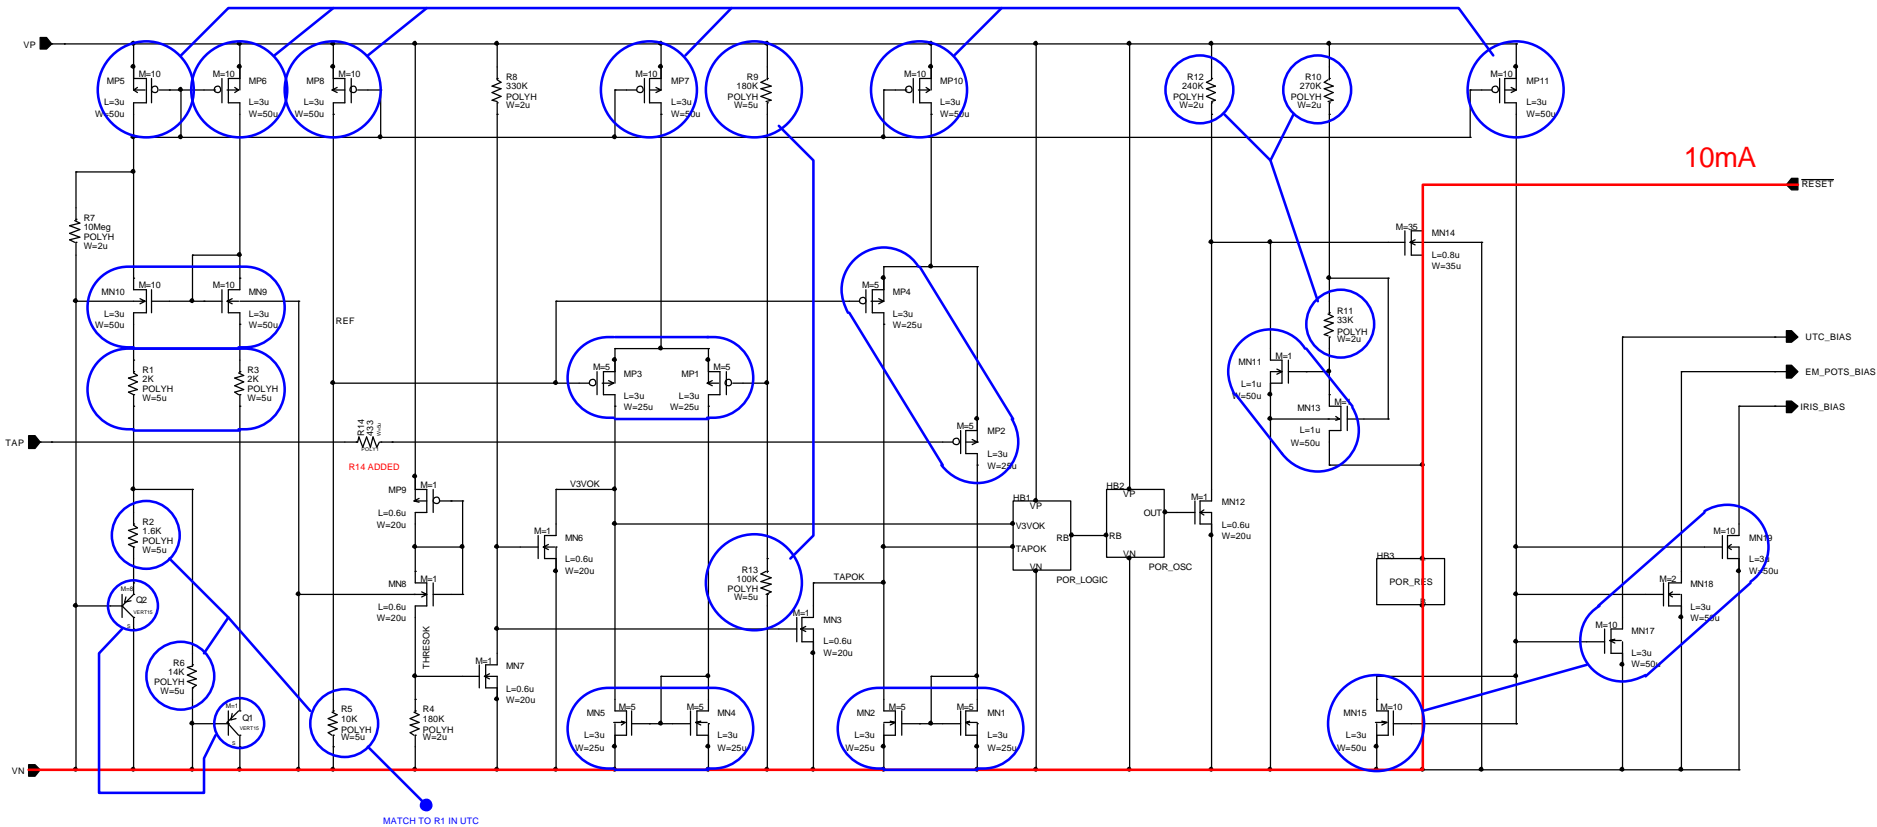 VP
MP5
M=10
L=3u
W=50u
MP6
M=10
L=3u
W=50u
MP8
M=10
L=3u
W=50u
R8
330K
POLYH
W=2u
MP7
M=10
L=3u
W=50u
R9
180K
POLYH
W=5u
MP10
M=10
L=3u
W=50u
R12
240K
POLYH
W=2u
R10
270K
POLYH
W=2u
MP11
M=10
L=3u
W=50u
10mA
RESET
R7
10Meg
POLYH
W=2u
MN10
M=10
L=3u
W=50u
MN9
M=10
L=3u
W=50u
REF
M=35
MN14
L=0.8u
W=35u
M=5
MP4
L=3u
W=25u
R11
33K
POLYH
W=2u
UTC_BIAS
EM_POTS_BIAS
IRIS_BIAS
R1
2K
POLYH
W=5u
R3
2K
POLYH
W=5u
M=5
MP3
L=3u
W=25u
M=5
MP1
L=3u
W=25u
MN11
M=1
L=1u
W=50u
MN13
L=1u
W=50u
TAP
R14
433
POLY1
R14 ADDED
M=5
MP2
L=3u
W=25u
MP9
M=1
L=0.6u
W=20u
V3VOK
M=1
MN6
L=0.6u
W=20u
HB1
VP
V3VOK
TAPOK
RB
VN
POR_LOGIC
HB2
VP
OUT
RB
VN
POR_OSC
M=1
MN12
L=0.6u
W=20u
HB3
POR_RES
M=10
MN19
L=3u
W=50u
M=2
MN18
L=3u
W=50u
M=10
MN17
L=3u
W=50u
R2
1.6K
POLYH
W=5u
M=8
Q2
VERT15
S
MN8
M=1
L=0.6u
W=20u
THRESOK
R13
100K
POLYH
W=5u
TAPOK
M=1
MN3
L=0.6u
W=20u
R6
14K
POLYH
W=5u
M=1
Q1
VERT15
S
M=1
MN7
L=0.6u
W=20u
R5
10K
POLYH
W=5u
R4
180K
POLYH
W=2u
MN5
M=5
L=3u
W=25u
M=5
MN4
L=3u
W=25u
MN2
M=5
L=3u
W=25u
M=5
MN1
L=3u
W=25u
MN15
M=10
L=3u
W=50u
VN
MATCH TO R1 IN UTC